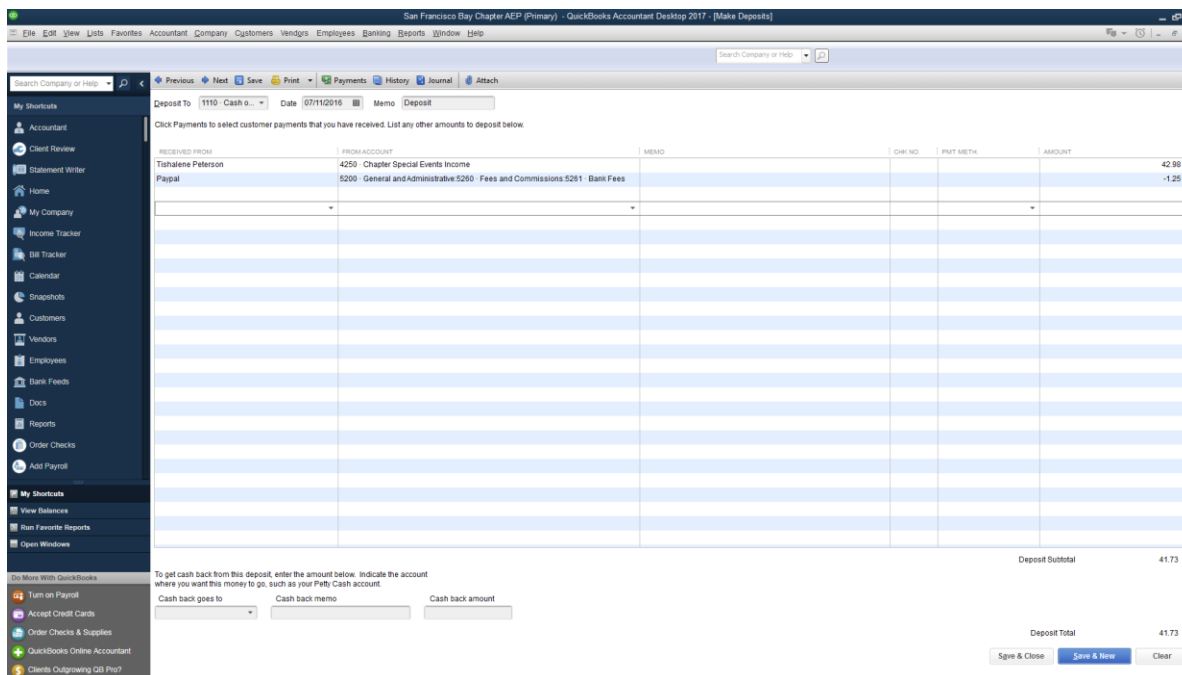 San Francisco Bay Chapter AEP (Primary) - QuickBooks Accountant Desktop 2017 - [Make Deposits]
File Edit View Lists Favorites Accountant Company Customers Vendors Employees Banking Reports Window Help
Search Company or Help
Search Company or Help
Previous Next Save Print Payments History Journal Attach
My Shortcuts
Accountant
Client Review
Statement Writer
Home
My Company
Income Tracker
Bill Tracker
Calendar
Snapshots
Customers
Vendors
Employees
Bank Feeds
Docs
Reports
Order Checks
Add Payroll
My Shortcuts
View Balances
Run Favorite Reports
Open Windows
Do More With QuickBooks
Turn on Payroll
Accept Credit Cards
Order Checks & Supplies
QuickBooks Online Accountant
Clients Outgrowing QB Pro?
Deposit To 1110 · Cash o... Date 07/11/2016 Memo Deposit
Click Payments to select customer payments that you have received. List any other amounts to deposit below.
RECEIVED FROM FROM ACCOUNT MEMO CHK NO. PMT METH. AMOUNT
Tishalene Peterson 4250 · Chapter Special Events Income 42.98
Paypal 5200 · General and Administrative:5260 · Fees and Commissions:5261 · Bank Fees -1.25
Deposit Subtotal 41.73
To get cash back from this deposit, enter the amount below. Indicate the account
where you want this money to go, such as your Petty Cash account.
Cash back goes to Cash back memo Cash back amount
Deposit Total 41.73
Save & Close Save & New Clear